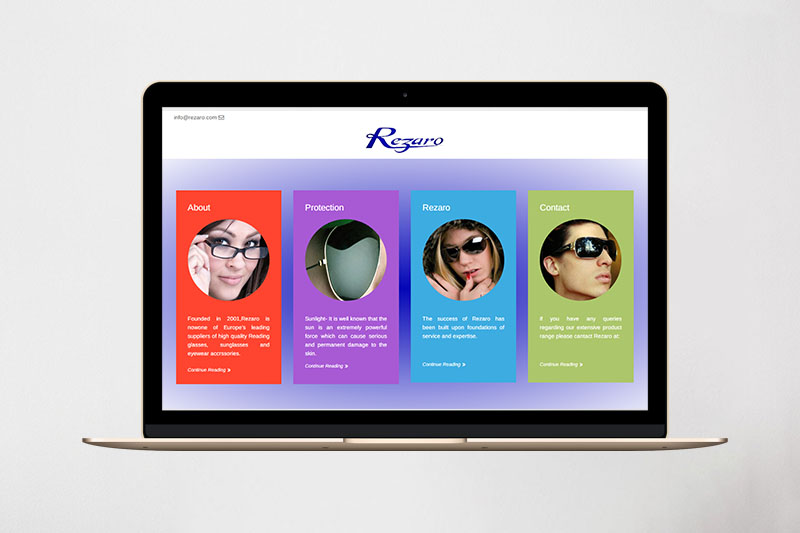 info@rezaro.com
Rezaro
About
Founded in 2001,Rezaro is
nowone of Europe's leading
suppliers of high quality Reading
glasses, sunglasses and
eyewear accrssories.
Continue Reading »
Protection
Sunlight- It is well known that the
sun is an extremely powerful
force which can cause serious
and permanent damage to the
skin.
Continue Reading »
Rezaro
The success of Rezaro has
been built upon foundations of
service and expertise.
Continue Reading »
Contact
If you have any queries
regarding our extensive product
range please contact Rezaro at:
Continue Reading »